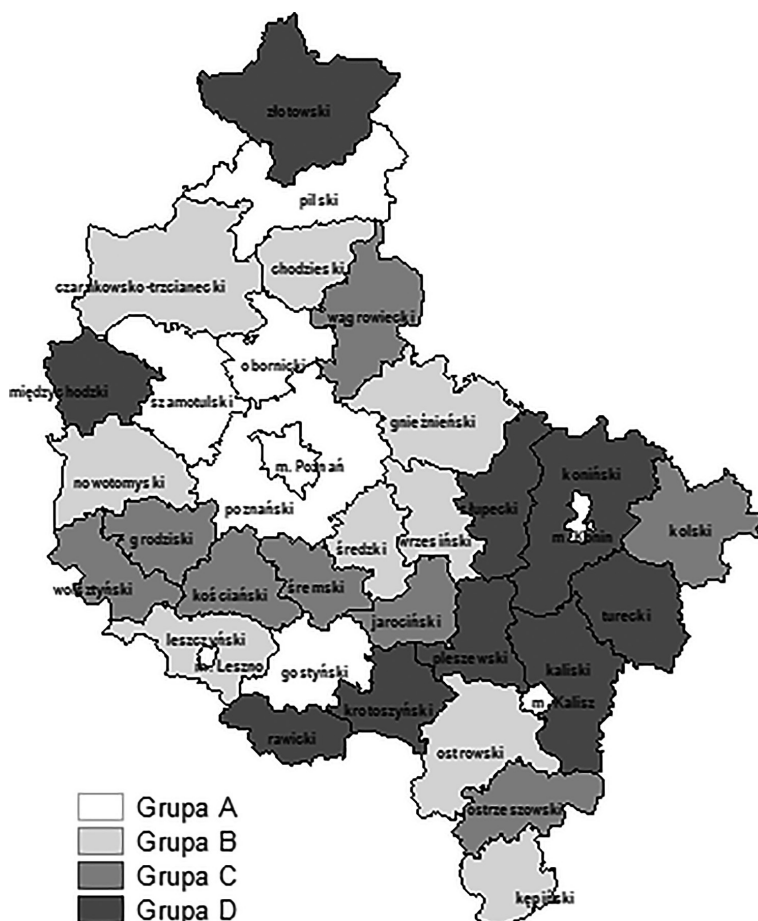 złotowski
pilski
chodzieski
czarnkowsko-trzcianecki
wągrowiecki
obornicki
międzychodzki
szamotulski
gnieźnieński
m. Poznań
koniński
nowotomyski
poznański
słupecki
m. Konin
kolski
grodziski
średzki
wrzesiński
wolsztyński
kościański
śremski
jarociński
turecki
leszczyński
m. Leszno
gostyński
pleszewski
kaliski
m. Kalisz
krotoszyński
rawicki
ostrowski
ostrzeszowski
kępiński
Grupa A
Grupa B
Grupa C
Grupa D